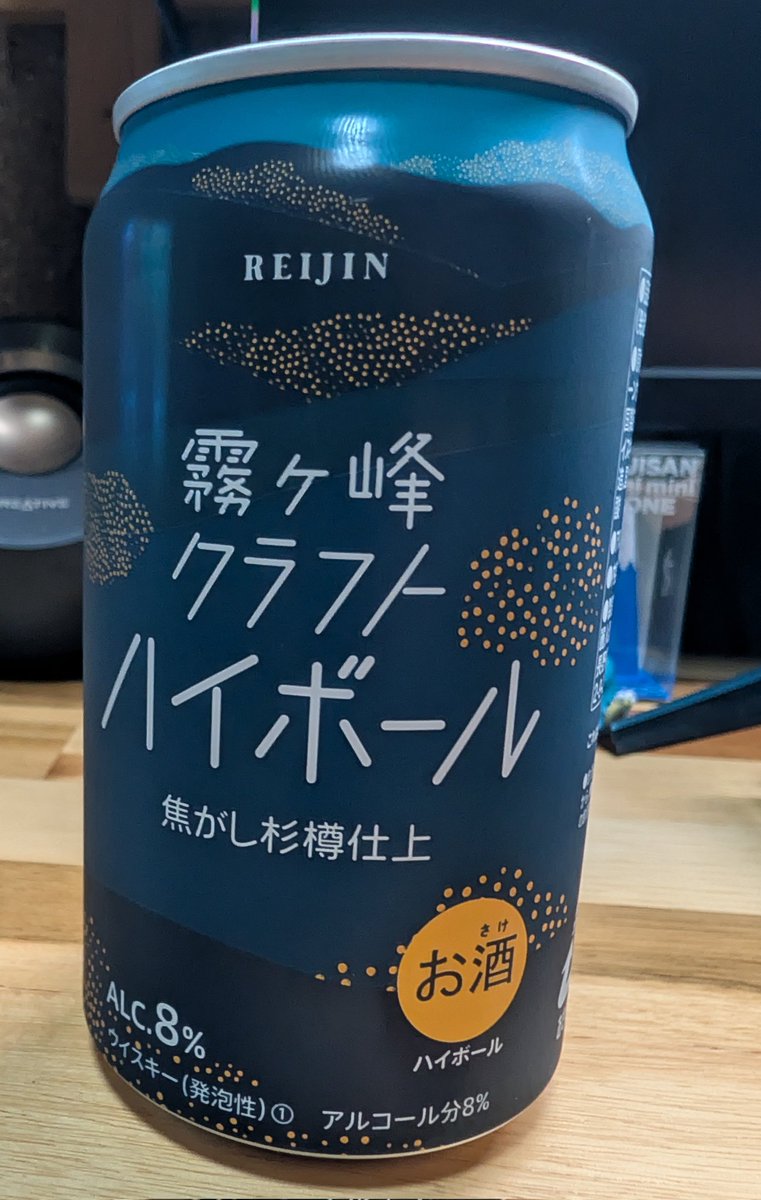 REIJIN
霧ヶ峰
クラフト
ハイボール
焦がし杉樽仕上
さけ
お酒
ハイボール
ALC.8%
ウイスキー(発泡性)①
アルコール分8%
CREATIVE